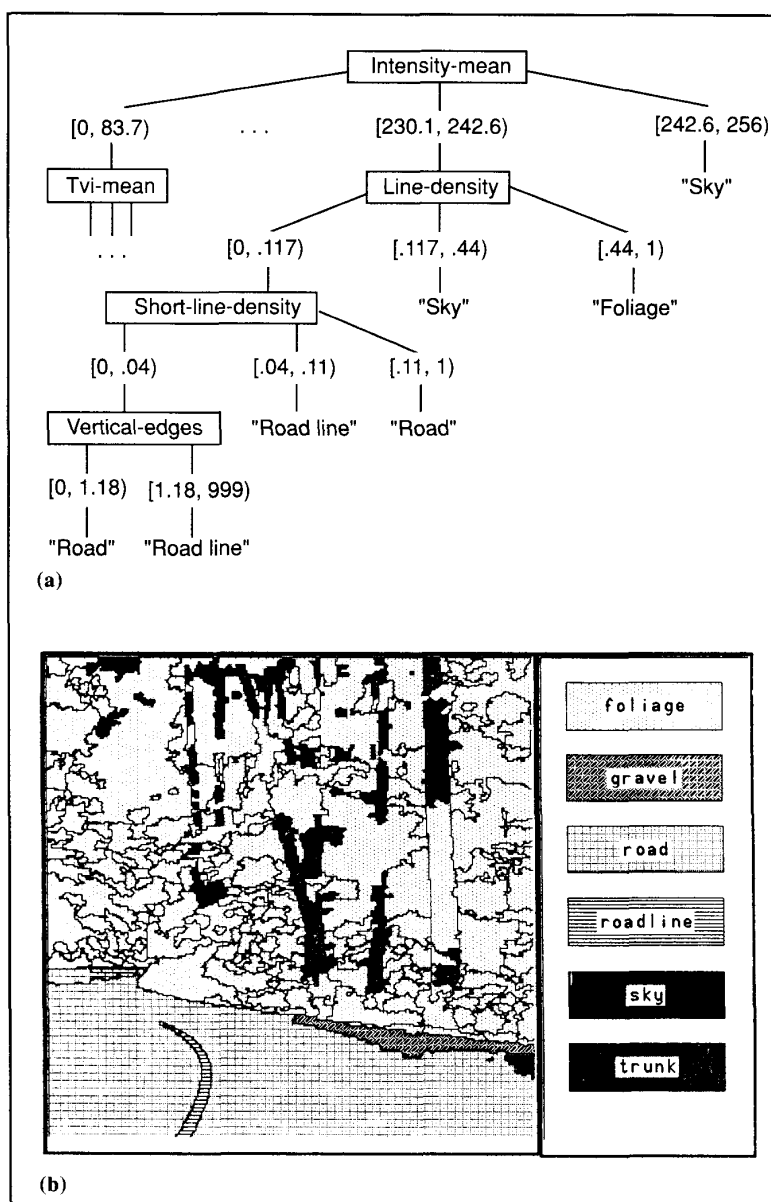 Intensity-mean
[0, 83.7) . . . [230.1, 242.6) [242.6, 256)
Tvi-mean Line-density "Sky"
. . . [0, .117) [.117, .44) [.44, 1)
Short-line-density "Sky" "Foliage"
[0, .04) [.04, .11) [.11, 1)
Vertical-edges "Road line" "Road"
[0, 1.18) [1.18, 999)
"Road" "Road line"
(a)
foliage
gravel
road
roadline
sky
trunk
(b)